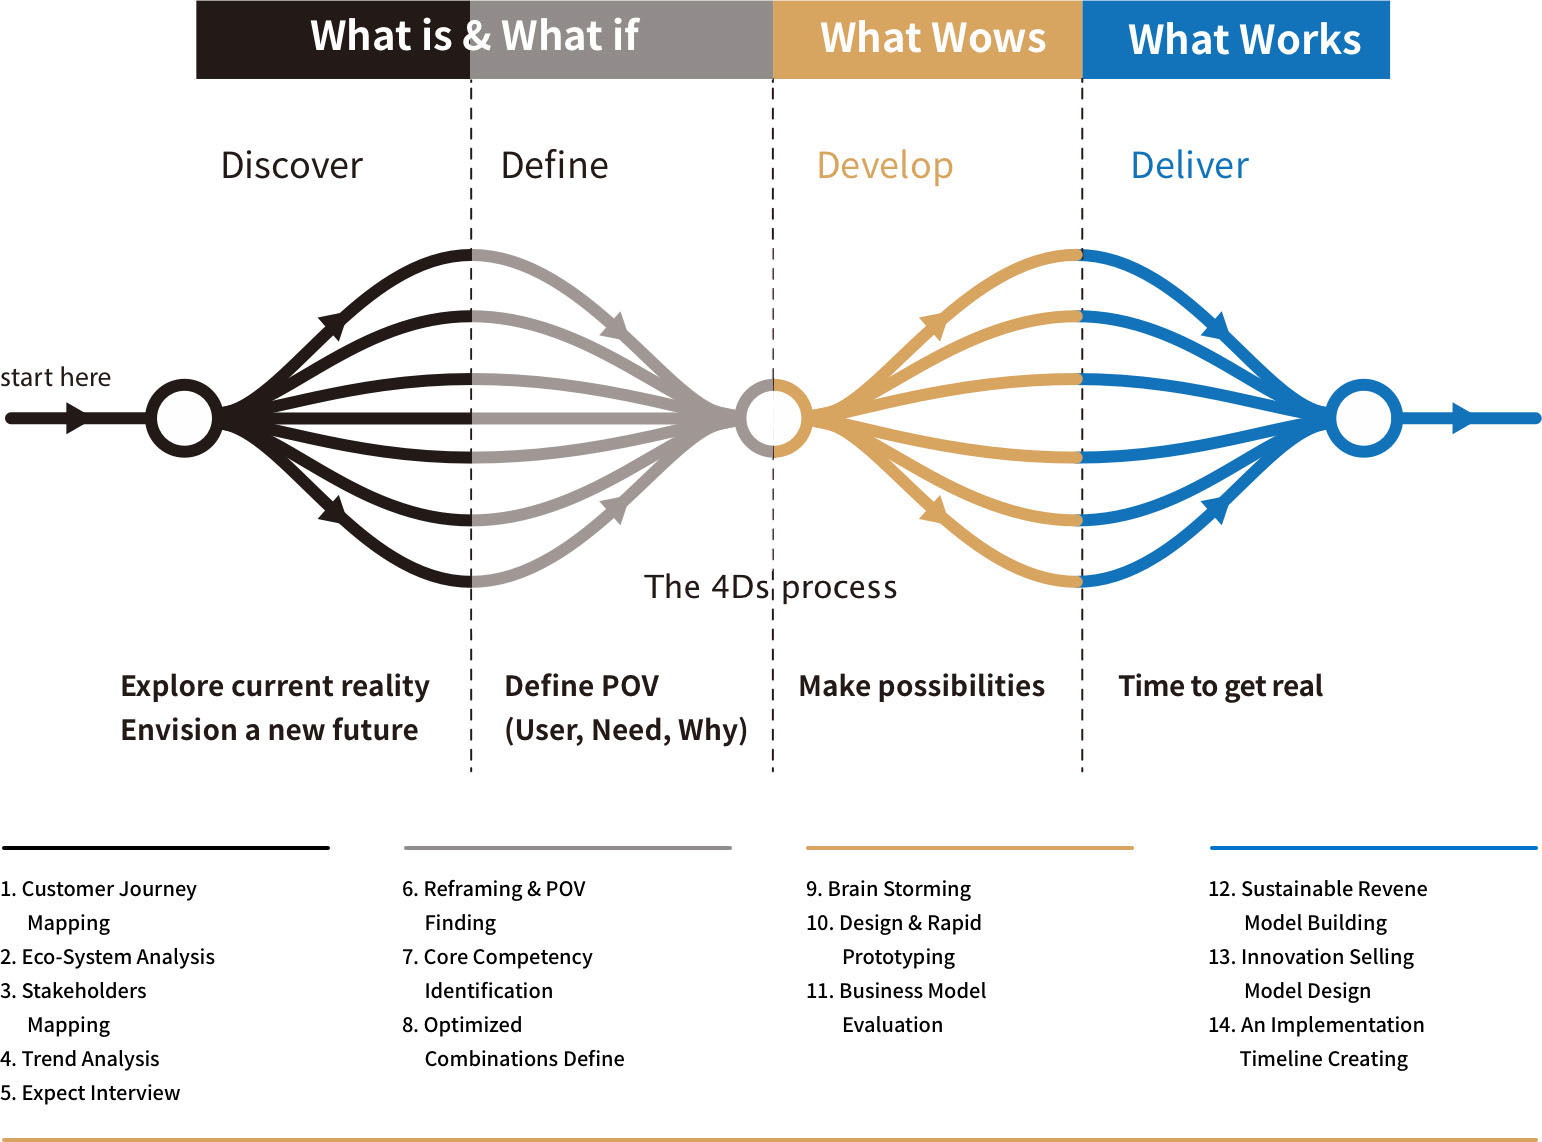 What is & What if
What Wows
What Works
Discover
Define
Develop
Deliver
start here
The 4Ds process
Explore current reality
Envision a new future
Define POV
(User, Need, Why)
Make possibilities
Time to get real
1. Customer Journey
Mapping
2. Eco-System Analysis
3. Stakeholders
Mapping
4. Trend Analysis
5. Expect Interview
6. Reframing & POV
Finding
7. Core Competency
Identification
8. Optimized
Combinations Define
9. Brain Storming
10. Design & Rapid
Prototyping
11. Business Model
Evaluation
12. Sustainable Revene
Model Building
13. Innovation Selling
Model Design
14. An Implementation
Timeline Creating